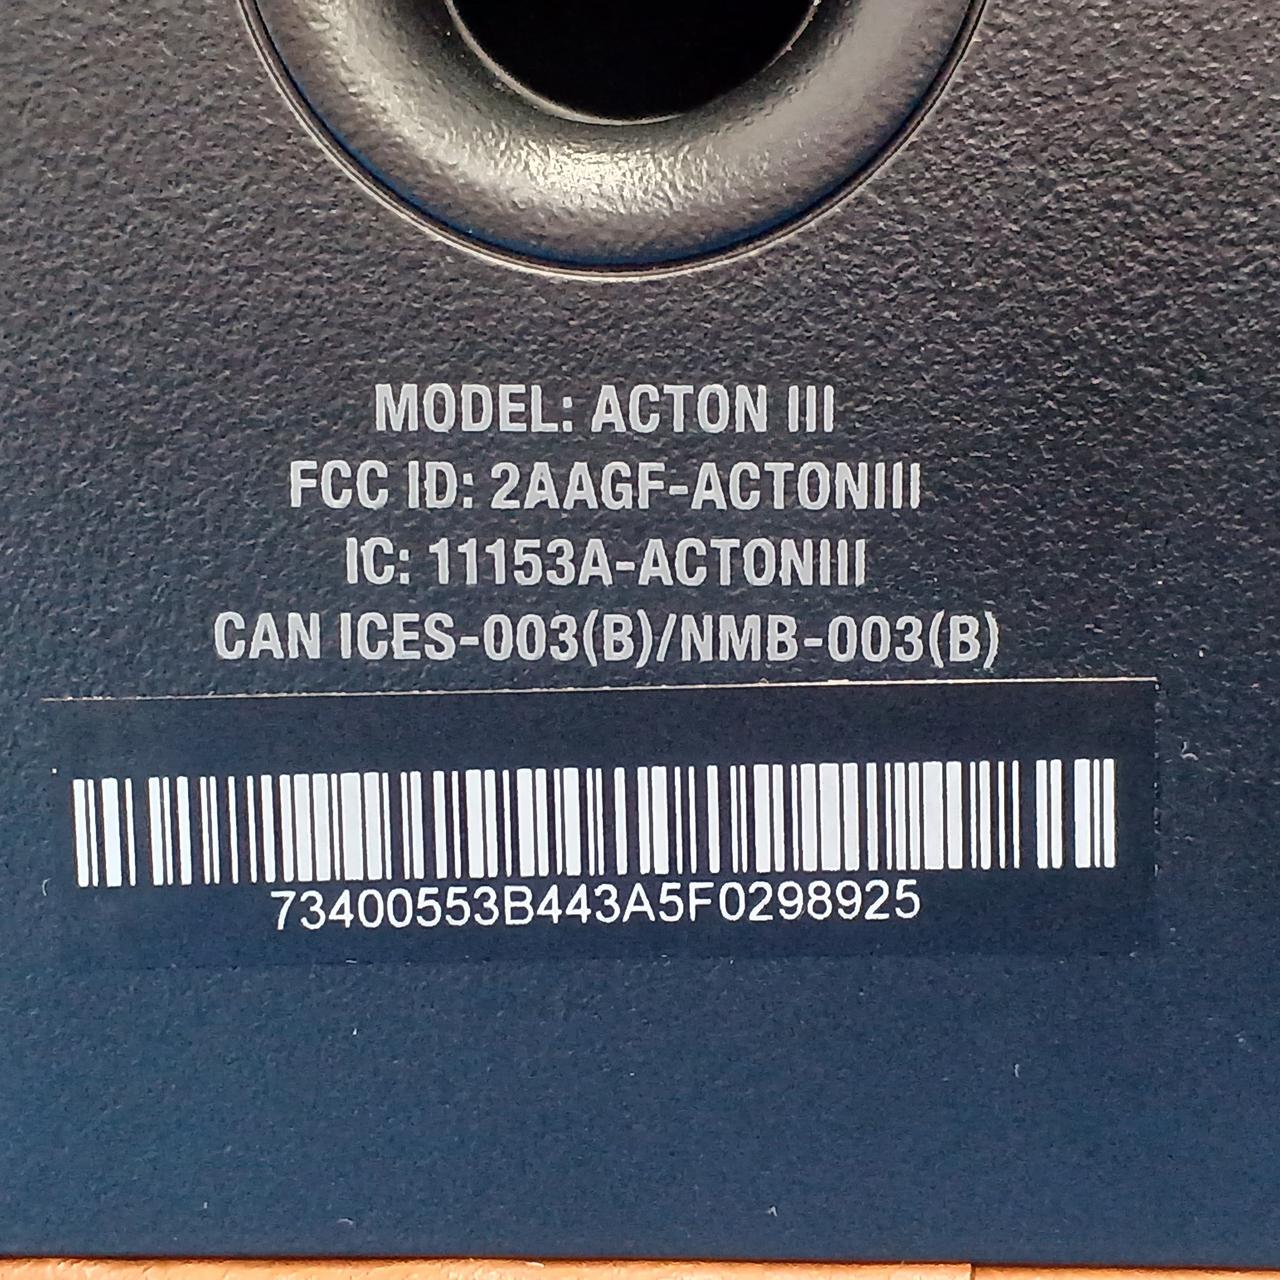 MODEL: ACTON III
FCC ID: 2AAGF-ACTONIII
IC: 11153A-ACTONIII
CAN ICES-003(B)/NMB-003(B)
73400553B443A5F0298925